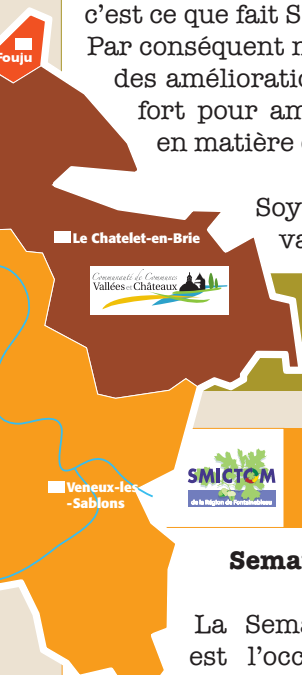 c'est ce que fait S
Par conséquent n
des amélioratio
fort pour am
en matière
Soy
va
Fouju
Le Chatelet-en-Brie
Communauté de Communes
Vallées et Châteaux
SMICTOM
de la Région de Fontainebleau
Veneux-les
-Sablons
Sema
La Sema
est l'occ